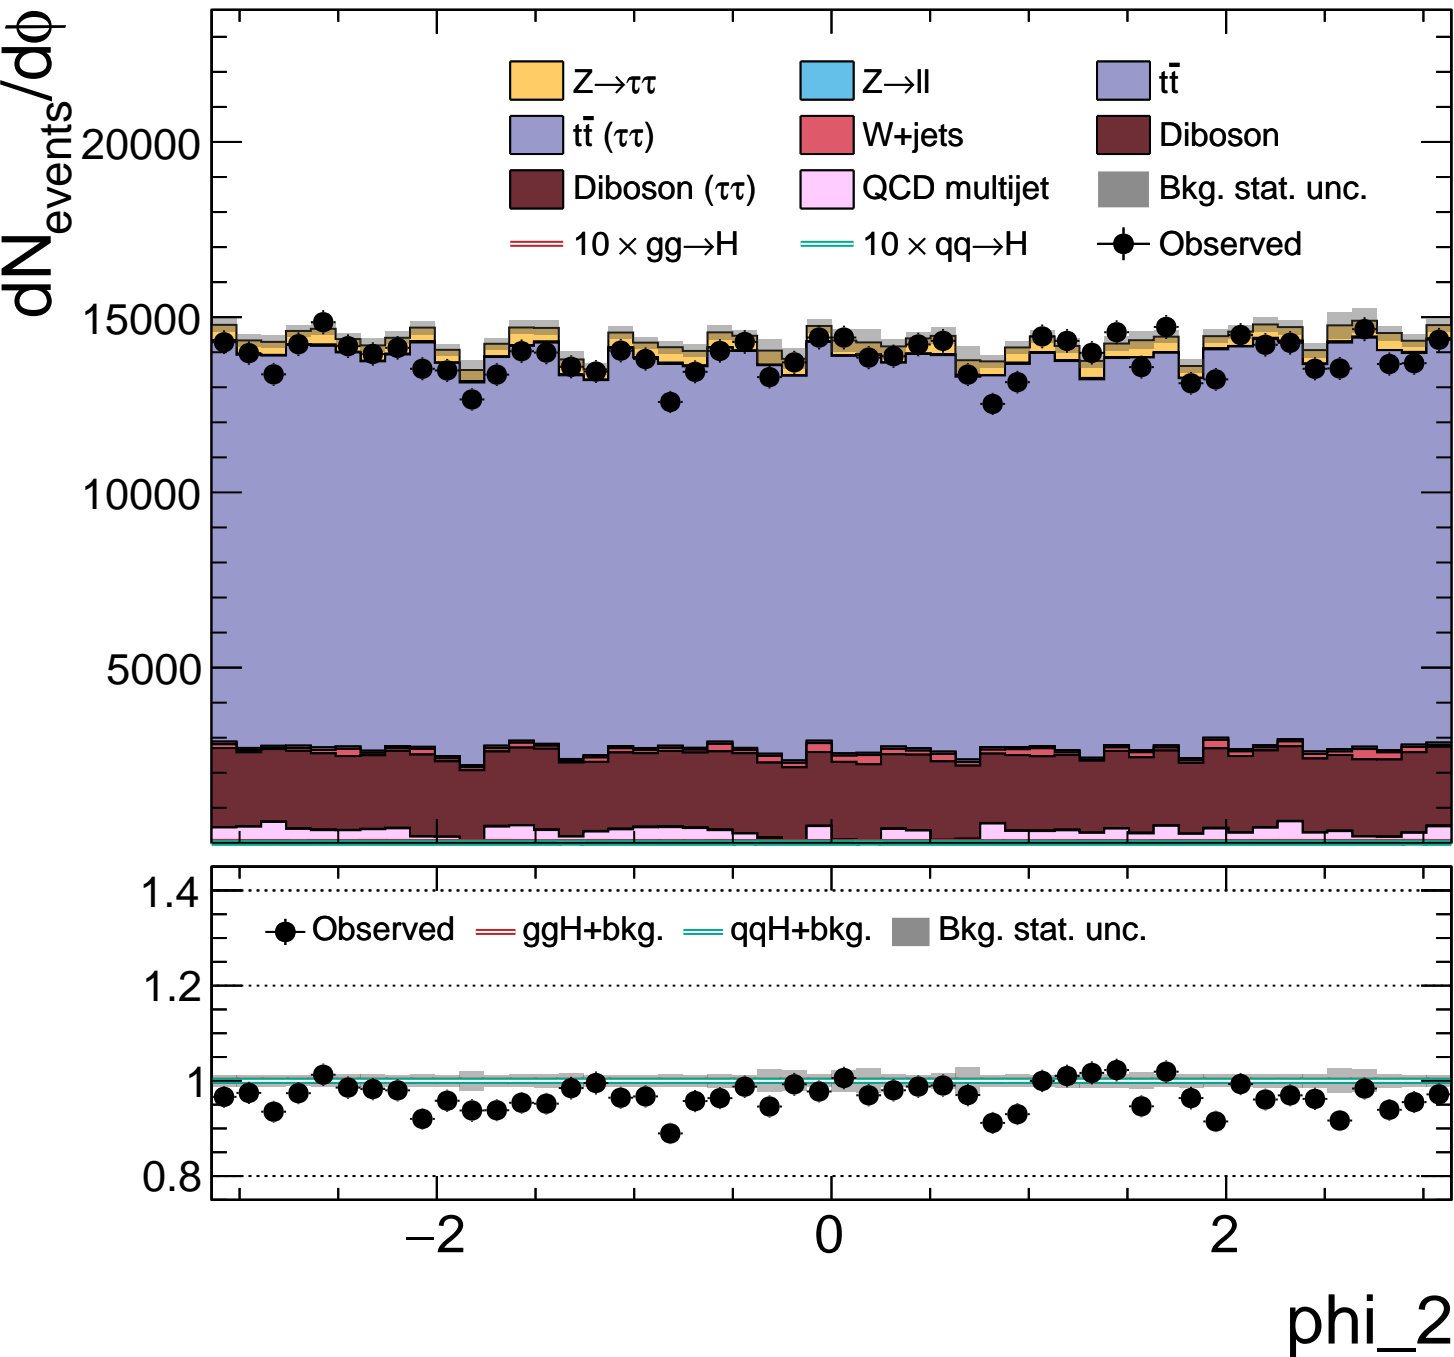 dN_events/dϕ
Z→ττ Z→ll tt̄
tt̄ (ττ) W+jets Diboson
Diboson (ττ) QCD multijet Bkg. stat. unc.
10 × gg→H 10 × qq→H Observed
20000
15000
10000
5000
1.4
Observed ggH+bkg. qqH+bkg. Bkg. stat. unc.
1.2
1
0.8
−2 0 2
phi_2